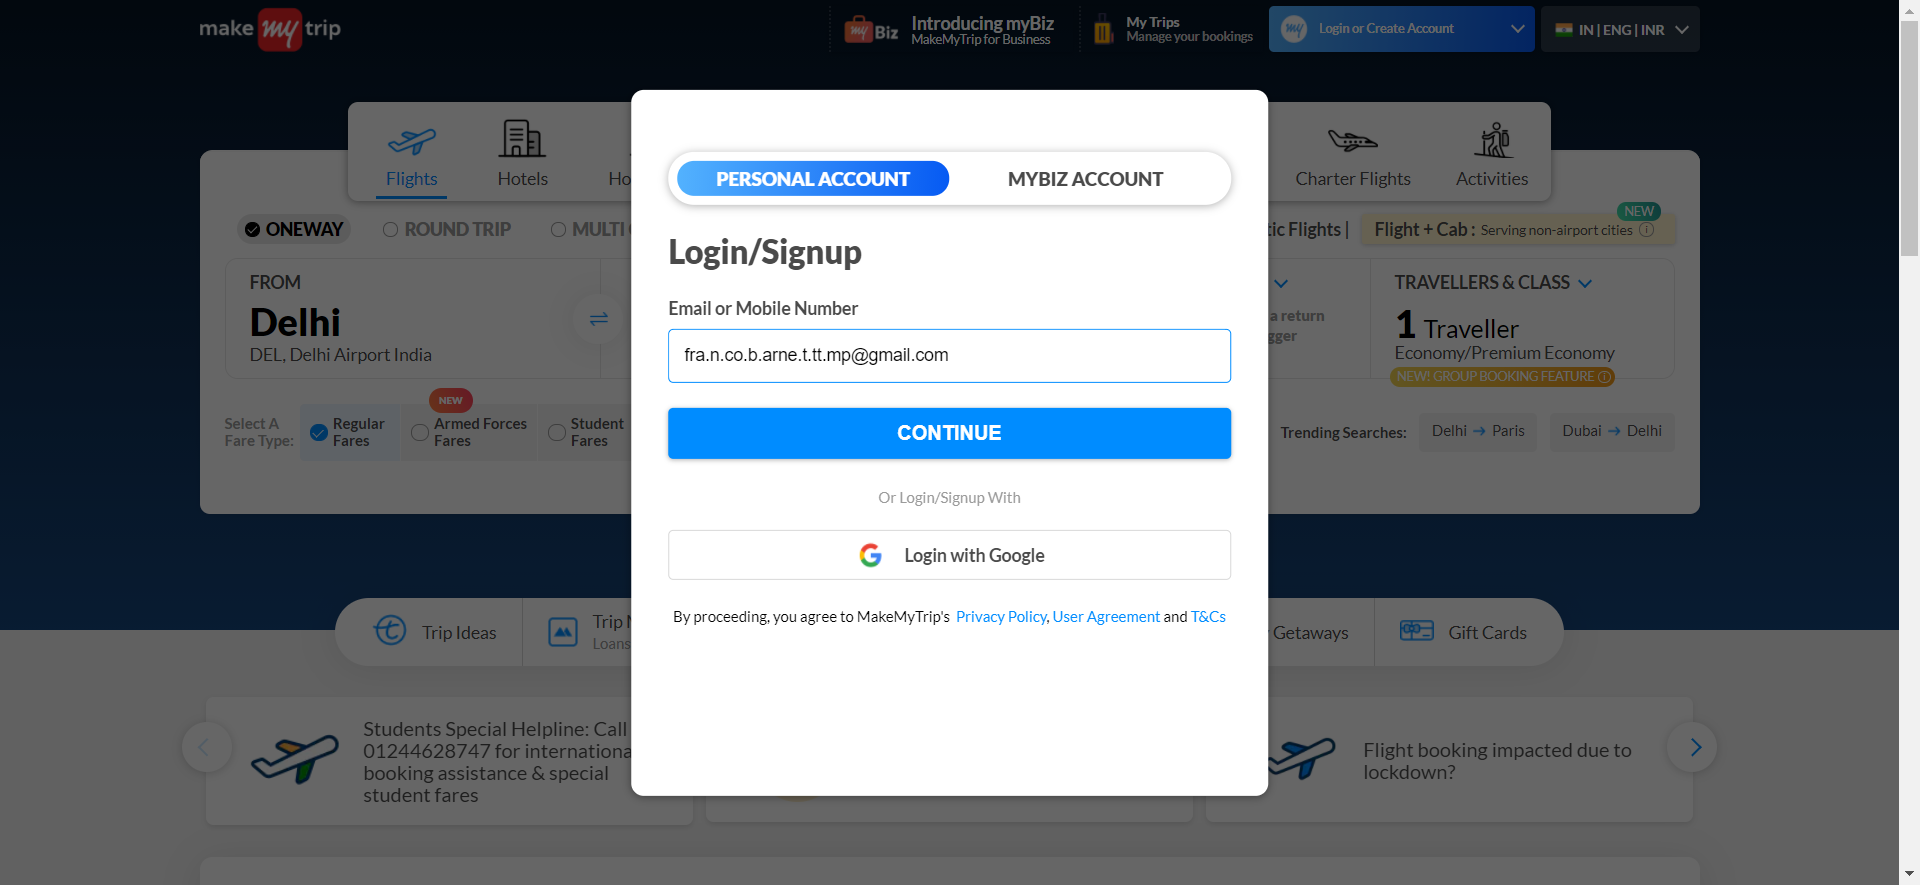 make my trip
my Biz
Introducing myBiz
MakeMyTrip for Business
My Trips
Manage your bookings
my
Login or Create Account
IN | ENG | INR
Flights
Hotels
Charter Flights
Activities
PERSONAL ACCOUNT
MYBIZ ACCOUNT
Login/Signup
Email or Mobile Number
fra.n.co.b.arne.t.tt.mp@gmail.com
CONTINUE
Or Login/Signup With
Login with Google
By proceeding, you agree to MakeMyTrip's Privacy Policy, User Agreement and T&Cs
ONEWAY
ROUND TRIP
MULTI
Flights |
NEW
Flight + Cab : Serving non-airport cities
FROM
Delhi
DEL, Delhi Airport India
a return
TRAVELLERS & CLASS
1 Traveller
Economy/Premium Economy
NEW! GROUP BOOKING FEATURE
Select A
Fare Type:
Regular
Fares
NEW
Armed Forces
Fares
Student
Fares
Trending Searches:
Delhi → Paris
Dubai → Delhi
Trip Ideas
Trip
Loans
Getaways
Gift Cards
Students Special Helpline: Call
01244628747 for internationa
booking assistance & special
student fares
Flight booking impacted due to
lockdown?